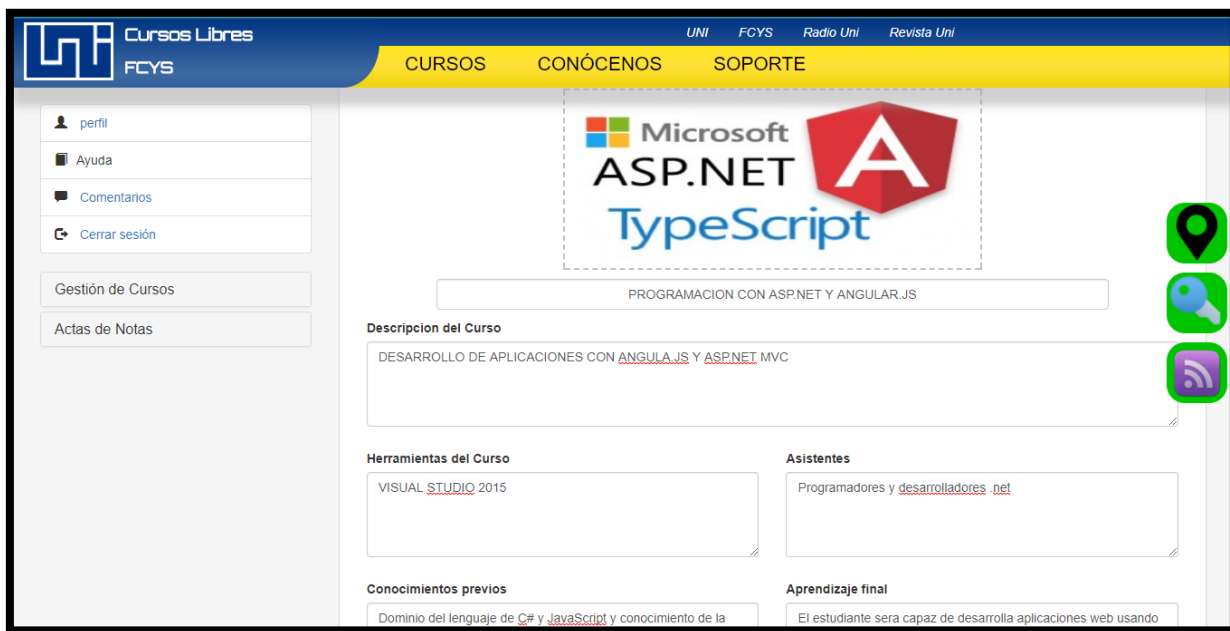 Cursos Libres
FCYS
UNI FCYS Radio Uni Revista Uni
CURSOS CONÓCENOS SOPORTE
perfil
Ayuda
Comentarios
Cerrar sesión
Gestión de Cursos
Actas de Notas
Microsoft
ASP.NET
TypeScript
A
PROGRAMACION CON ASP.NET Y ANGULAR.JS
Descripcion del Curso
DESARROLLO DE APLICACIONES CON ANGULA.JS Y ASP.NET MVC
Herramientas del Curso
VISUAL STUDIO 2015
Asistentes
Programadores y desarrolladores .net
Conocimientos previos
Dominio del lenguaje de C# y JavaScript y conocimiento de la
Aprendizaje final
El estudiante sera capaz de desarrolla aplicaciones web usando